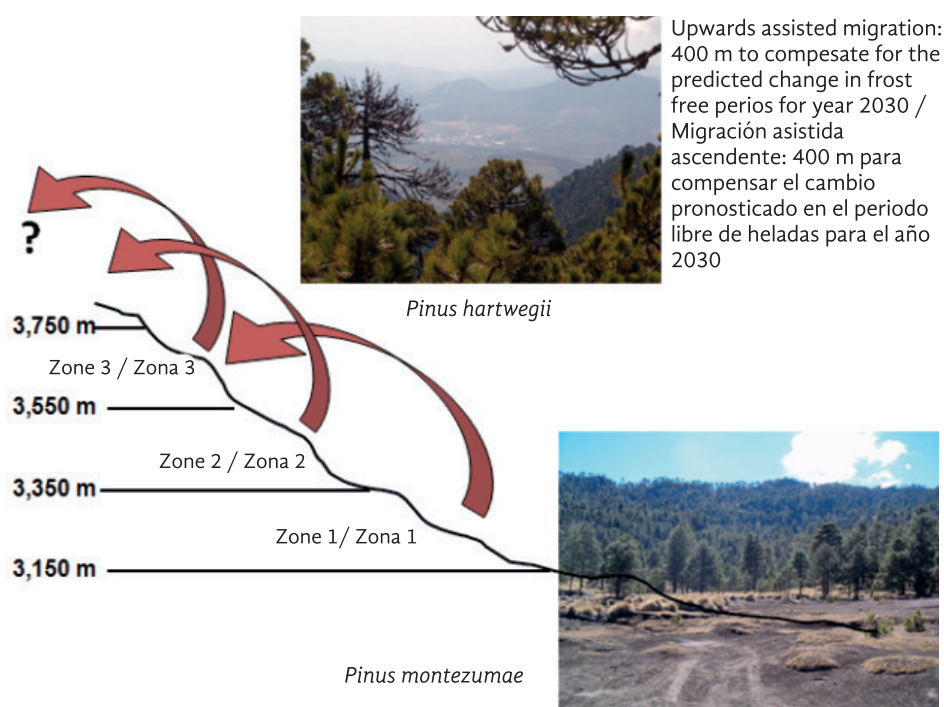 Upwards assisted migration:
400 m to compesate for the
predicted change in frost
free perios for year 2030 /
Migración asistida
ascendente: 400 m para
compensar el cambio
pronosticado en el periodo
libre de heladas para el año
2030
Pinus hartwegii
?
3,750 m
Zone 3 / Zona 3
3,550 m
Zone 2 / Zona 2
3,350 m
Zone 1/ Zona 1
3,150 m
Pinus montezumae